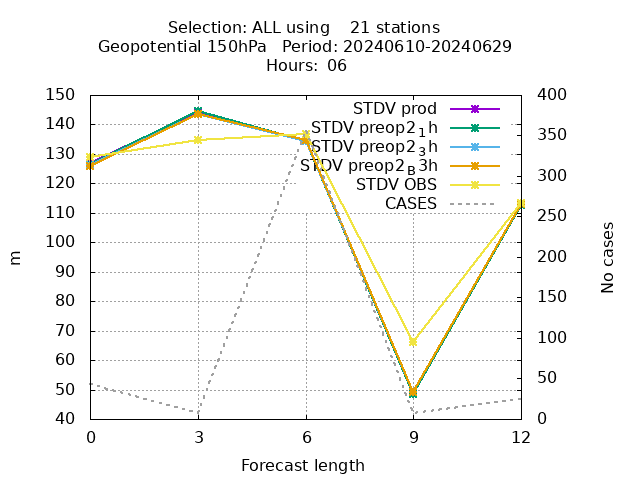 Selection: ALL using    21 stations
Geopotential 150hPa   Period: 20240610-20240629
Hours:  06
150
140
130
120
110
100
90
80
70
60
50
40
m
400
350
300
250
200
150
100
50
0
No cases
STDV prod
STDV preop2_1h
STDV preop2_3h
STDV preop2_B3h
STDV OBS
CASES
0 3 6 9 12
Forecast length